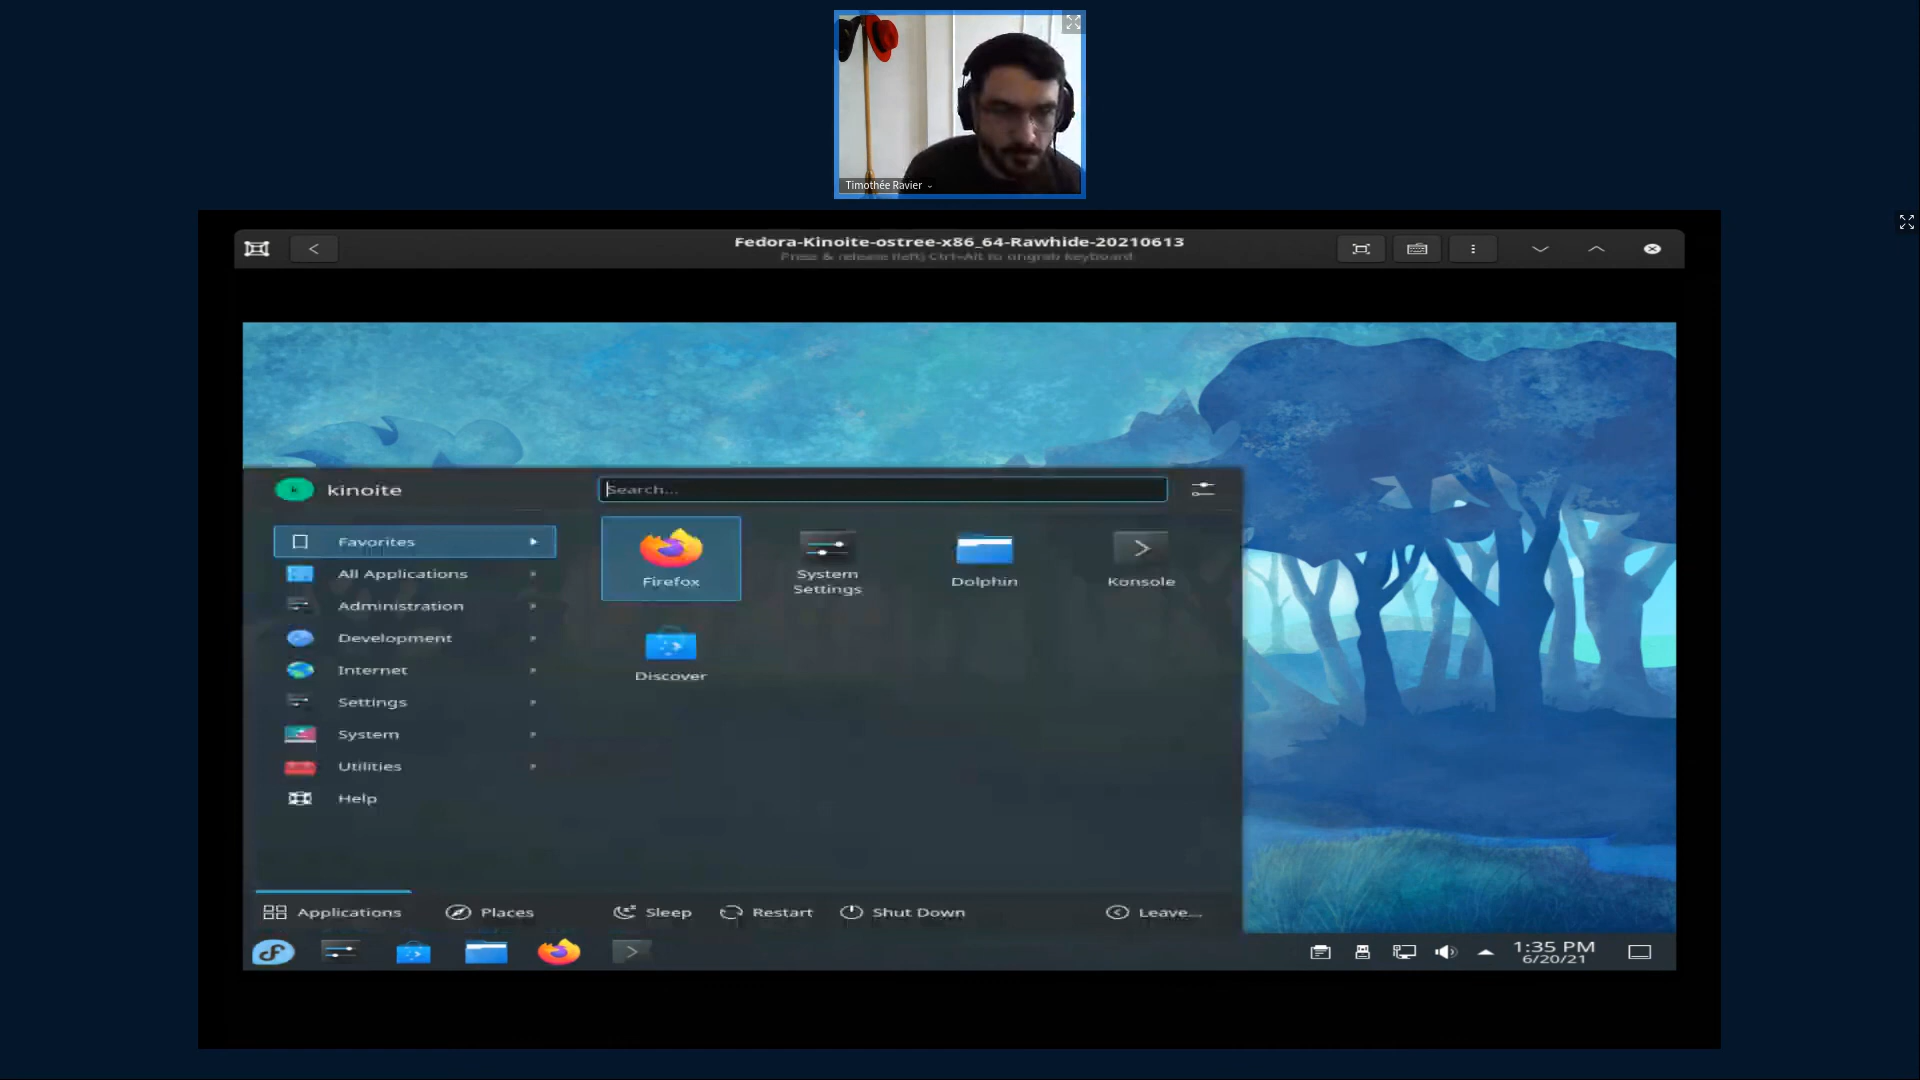 Timothée Ravier
Fedora-Kinoite-ostree-x86_64-Rawhide-20210613
Press & release (left) Ctrl+Alt to ungrab keyboard
k
kinoite
Search...
Favorites
All Applications
Administration
Development
Internet
Settings
System
Utilities
Help
Firefox
System
Settings
Dolphin
Konsole
Discover
Applications
Places
Sleep
Restart
Shut Down
Leave...
1:35 PM
6/20/21